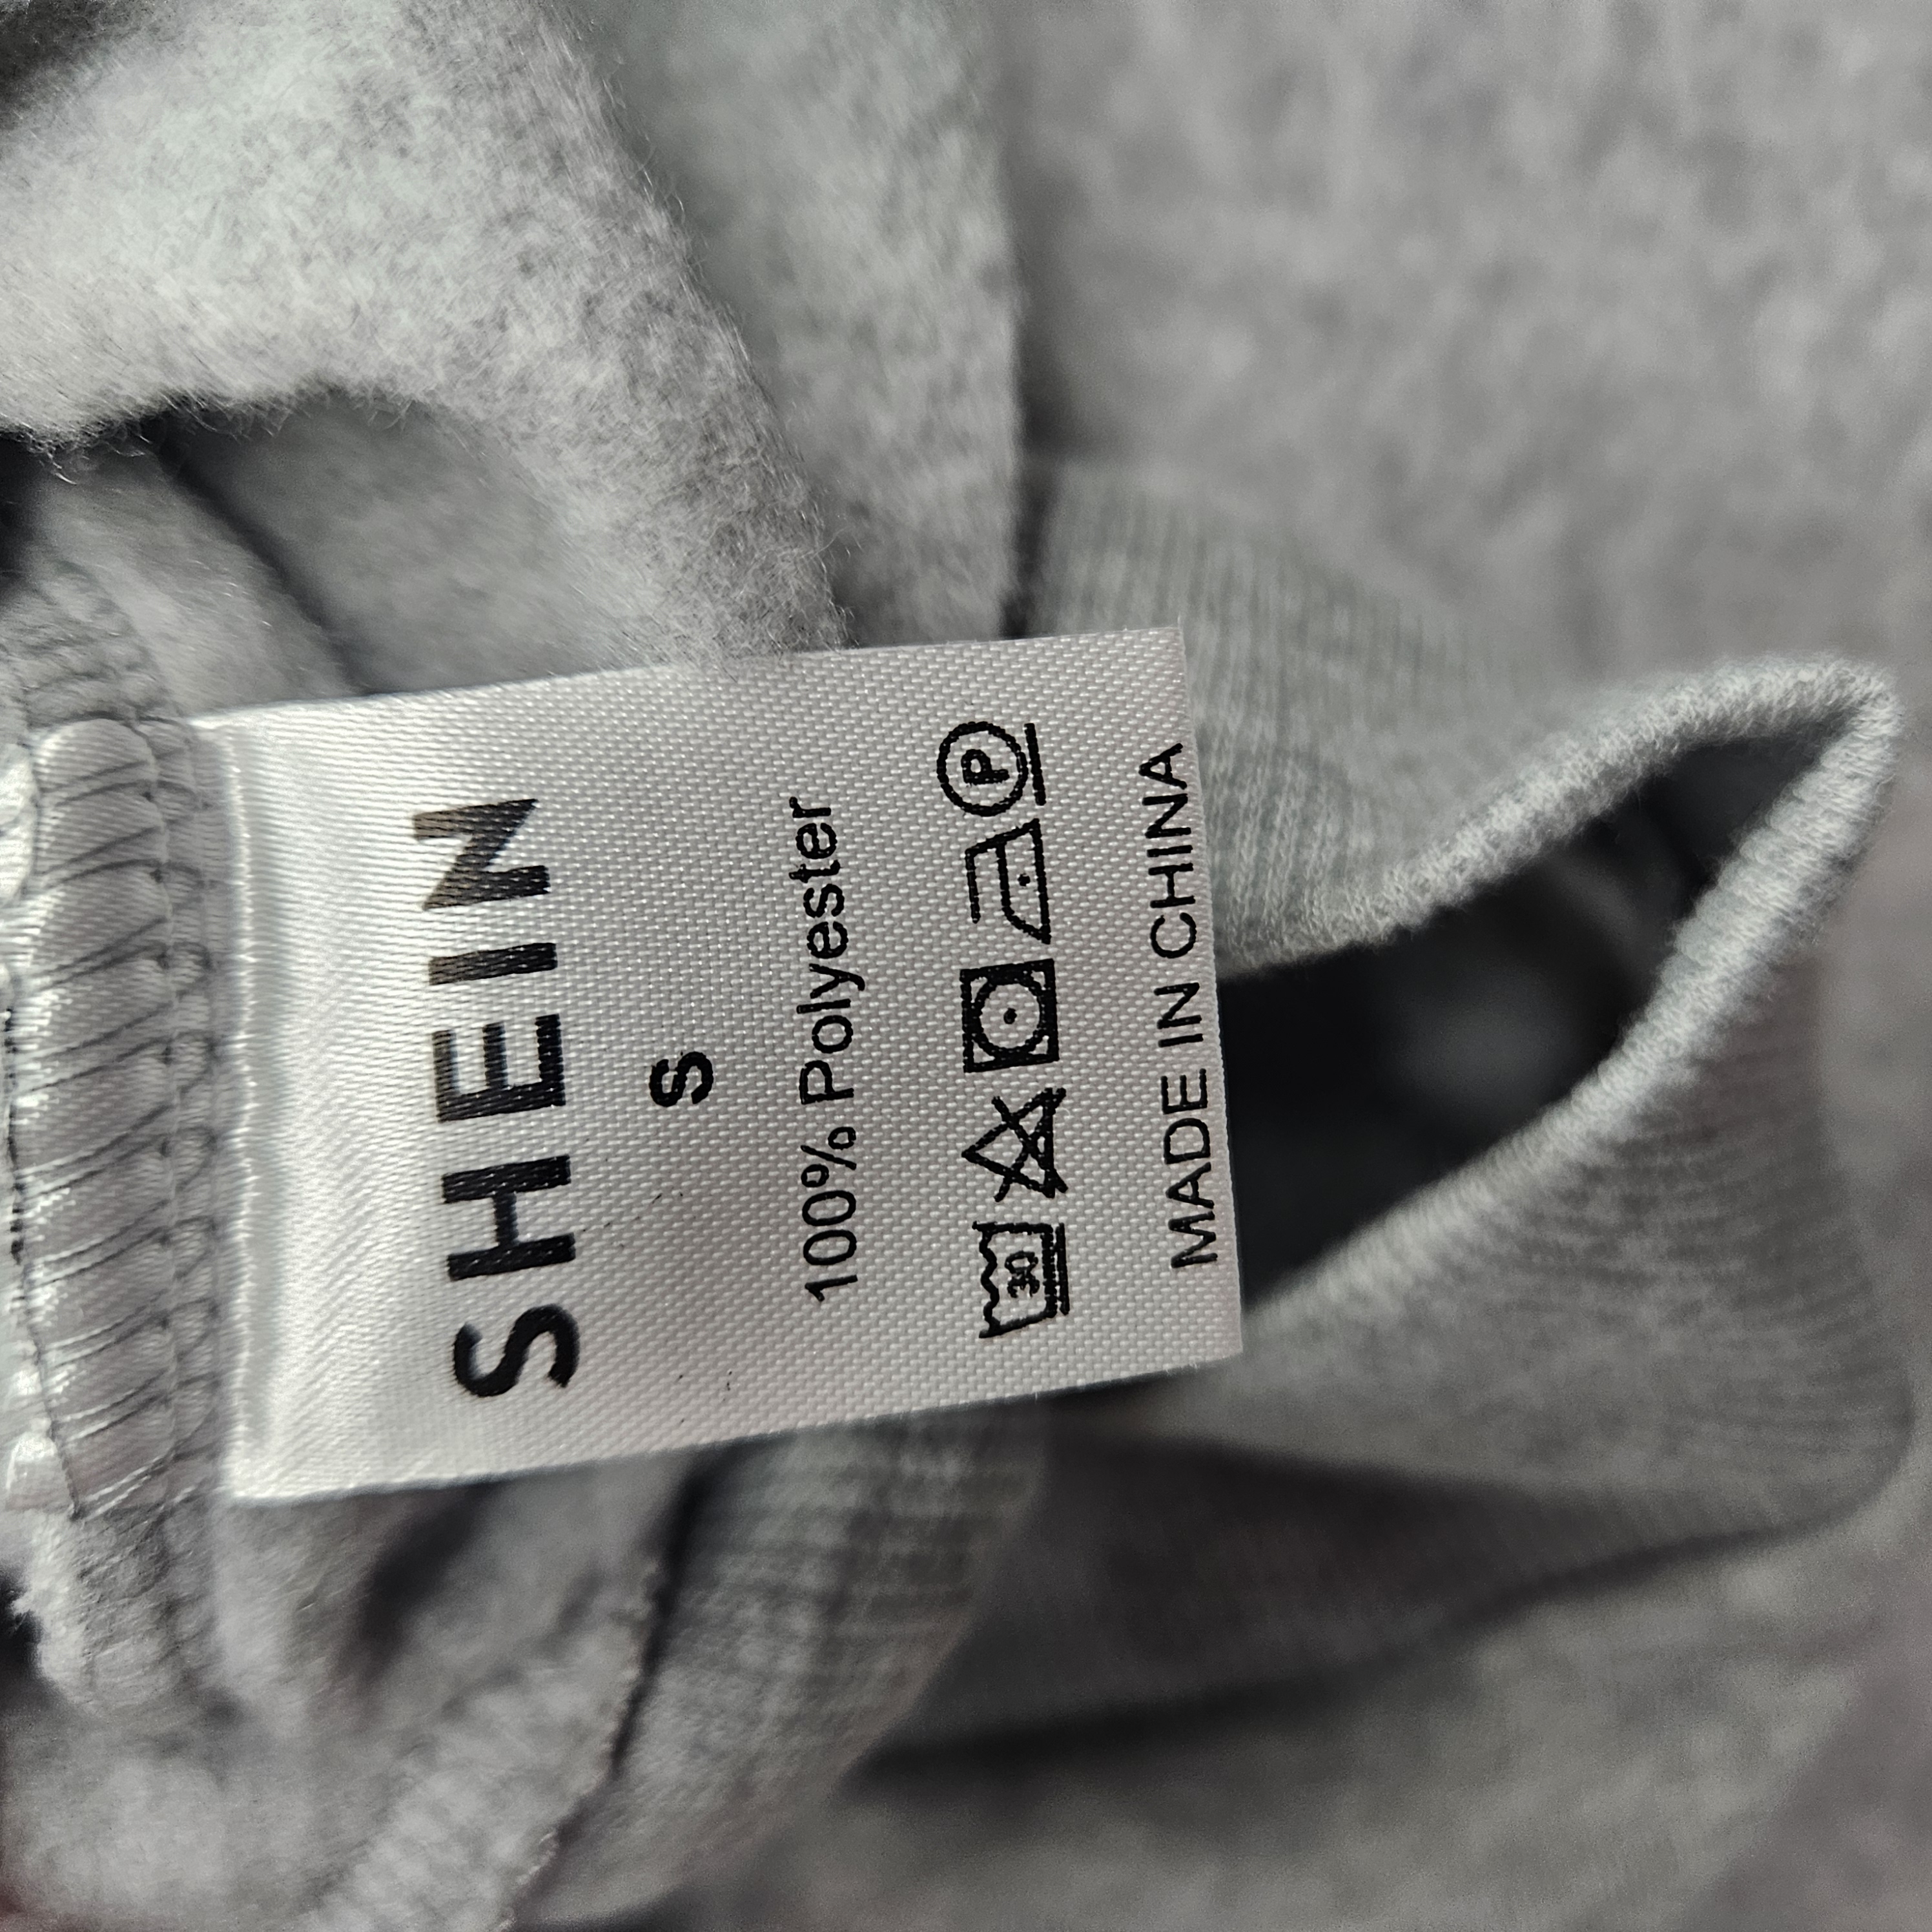 SHEIN
S
100% Polyester
30 P
MADE IN CHINA